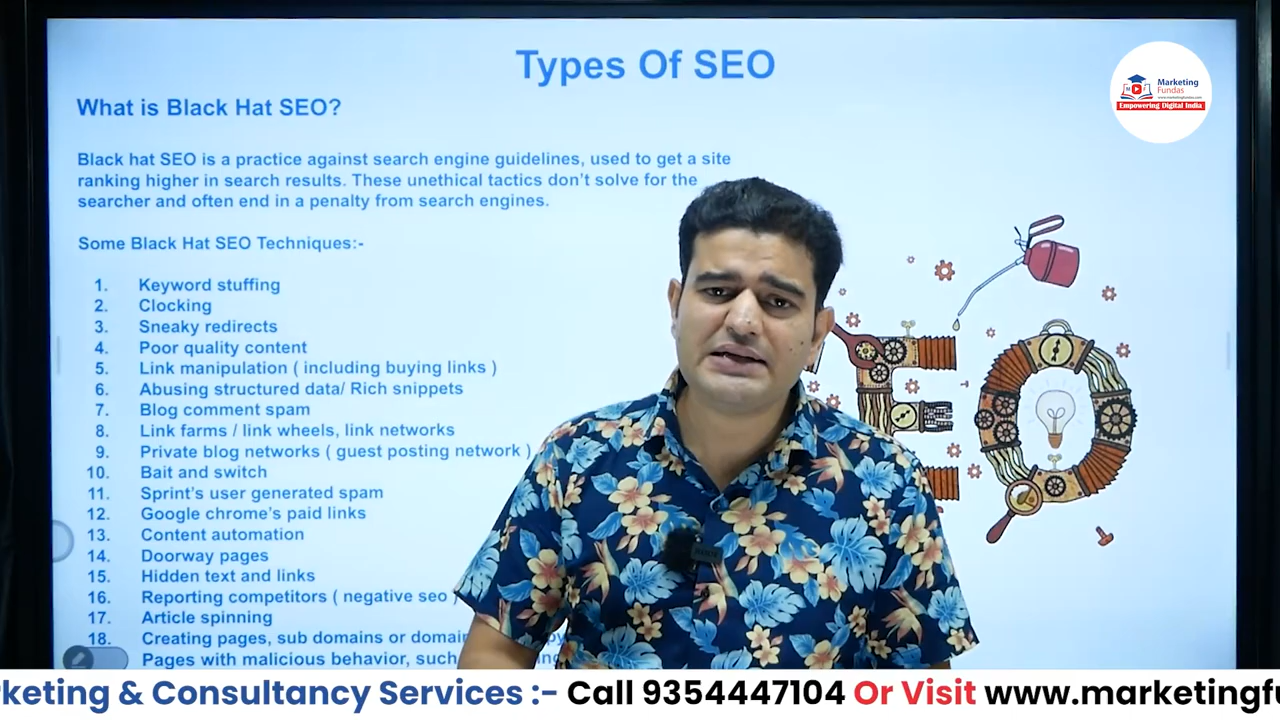 Types Of SEO
Marketing
Fundas
www.marketingfundas.com
Empowering Digital India
What is Black Hat SEO?
Black hat SEO is a practice against search engine guidelines, used to get a site
ranking higher in search results. These unethical tactics don't solve for the
searcher and often end in a penalty from search engines.
Some Black Hat SEO Techniques:-
1. Keyword stuffing
2. Clocking
3. Sneaky redirects
4. Poor quality content
5. Link manipulation ( including buying links )
6. Abusing structured data/ Rich snippets
7. Blog comment spam
8. Link farms / link wheels, link networks
9. Private blog networks ( guest posting network )
10. Bait and switch
11. Sprint's user generated spam
12. Google chrome's paid links
13. Content automation
14. Doorway pages
15. Hidden text and links
16. Reporting competitors ( negative seo )
17. Article spinning
18. Creating pages, sub domains or domain
Pages with malicious behavior, such
EO
rketing & Consultancy Services :- Call 9354447104 Or Visit www.marketingfu